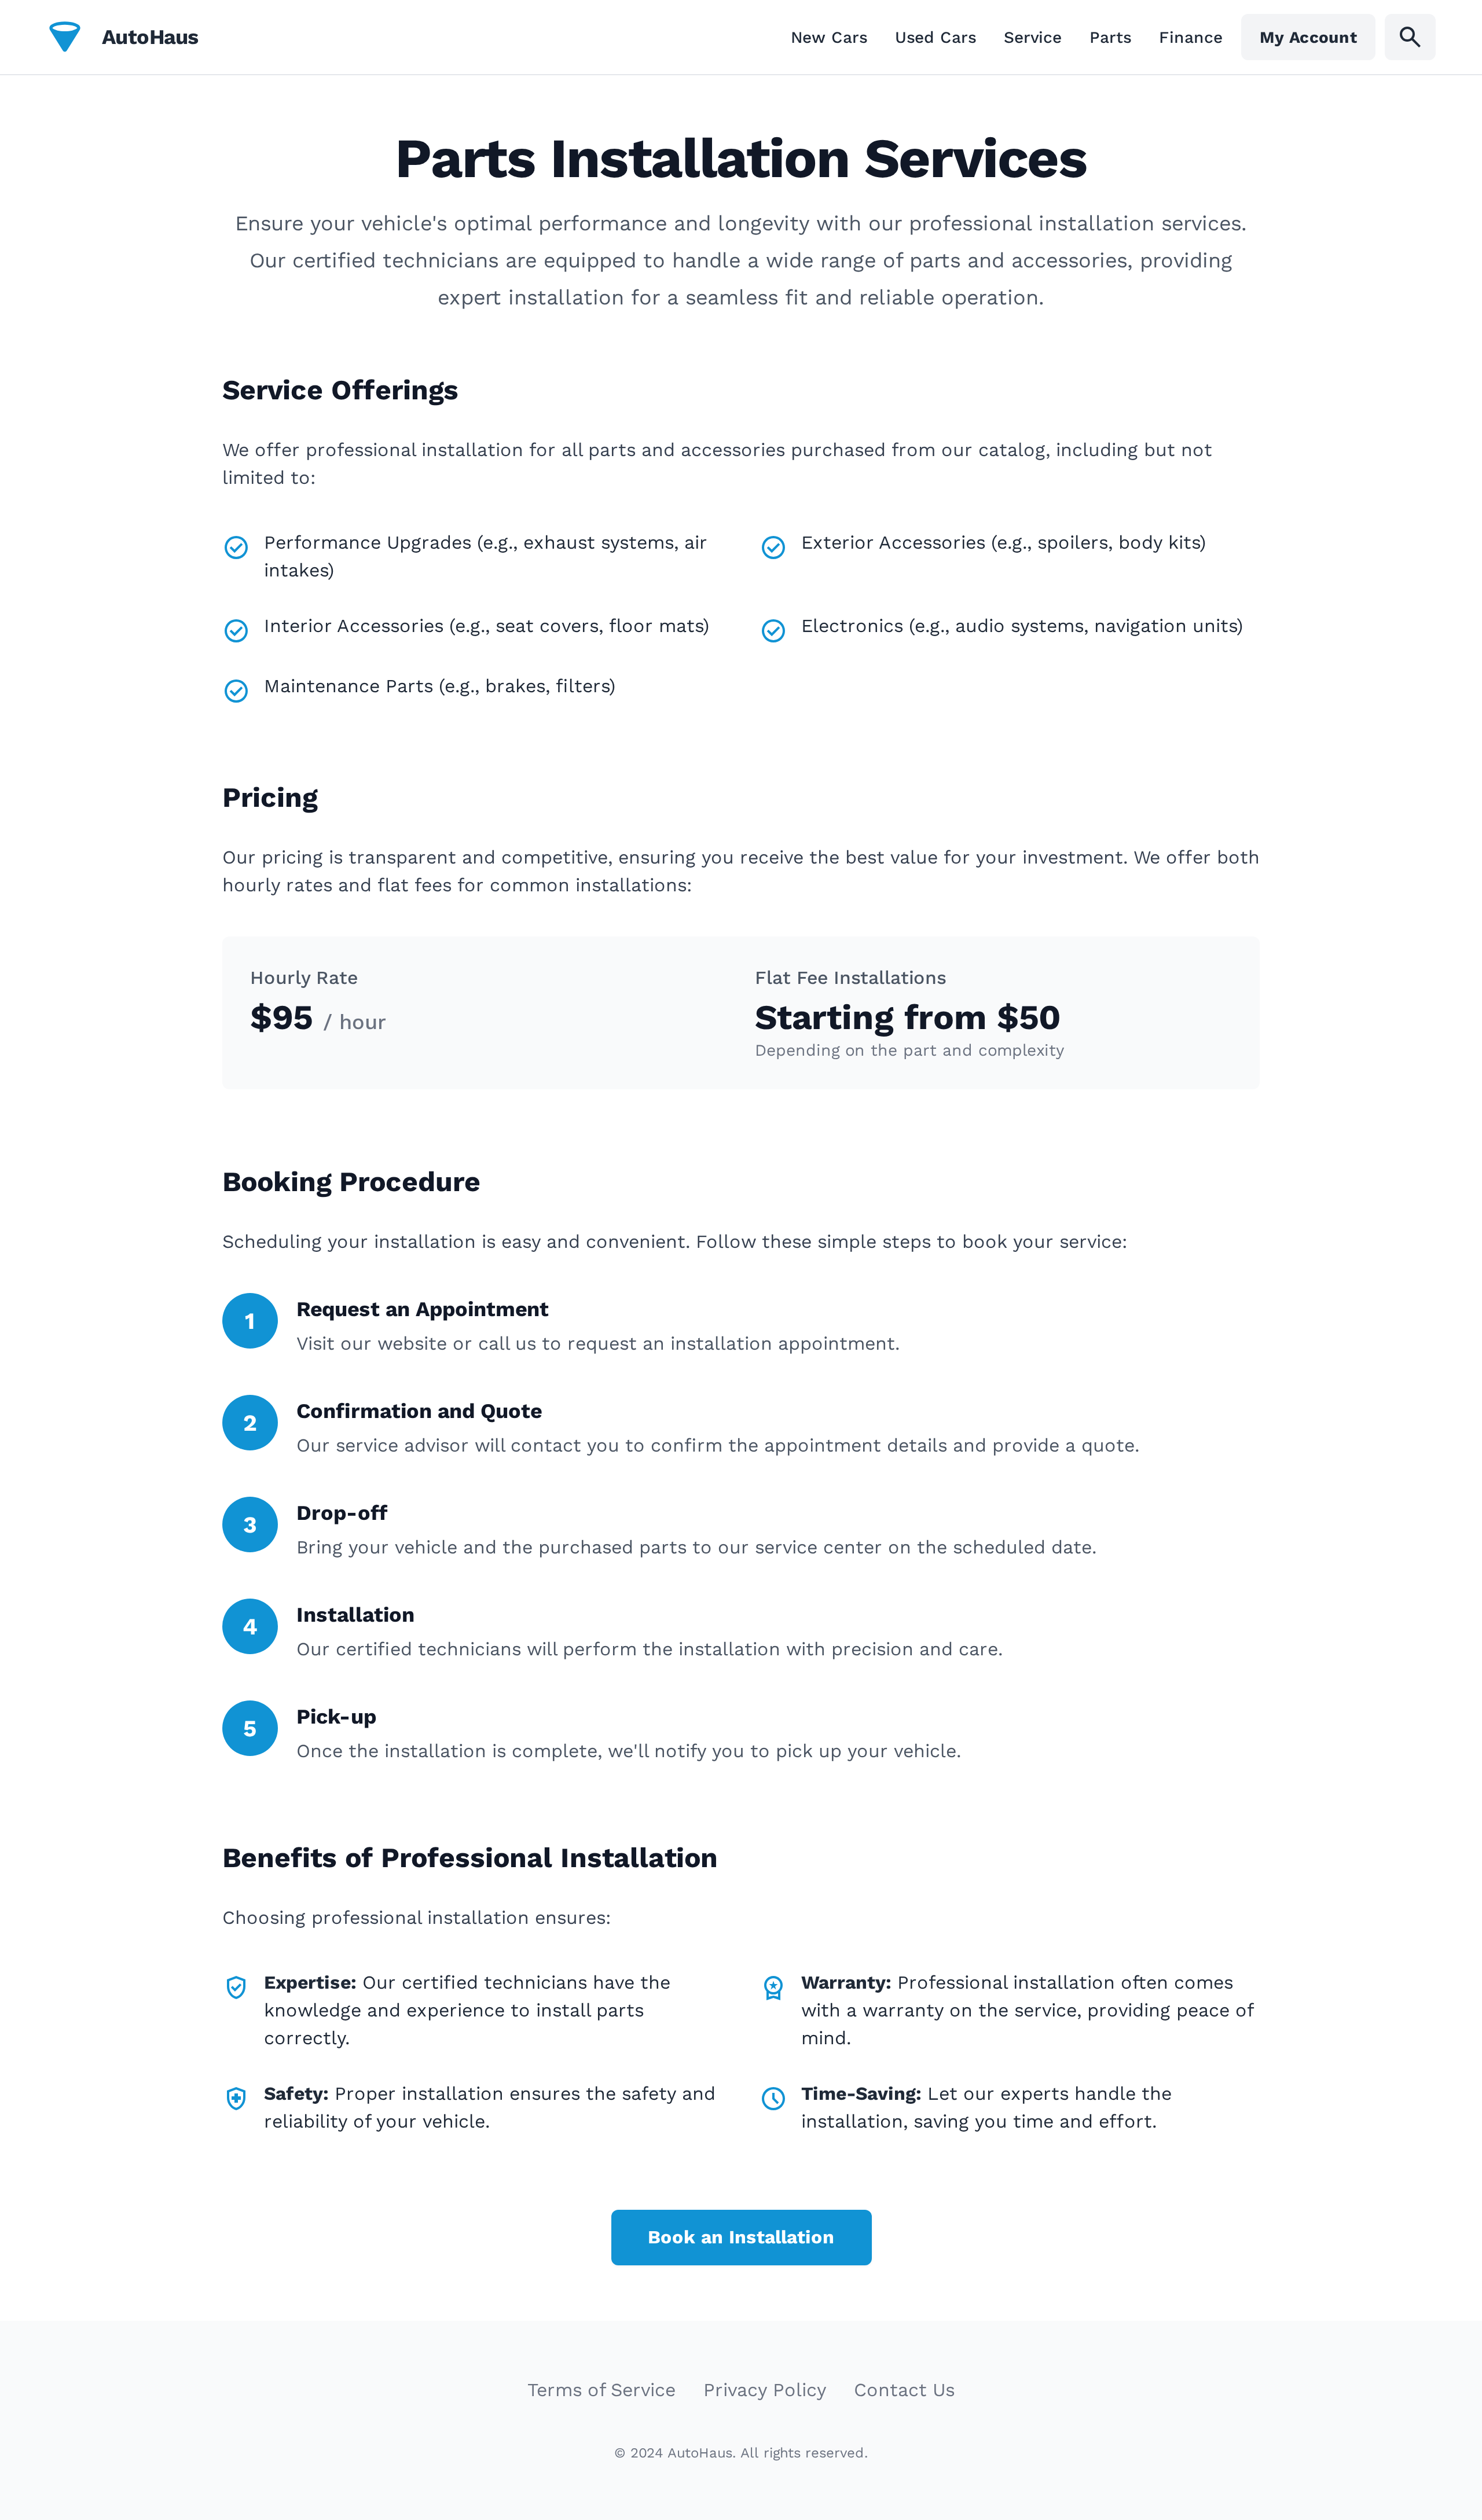 AutoHaus
New Cars
Used Cars
Service
Parts
Finance
My Account
Parts Installation Services
Ensure your vehicle's optimal performance and longevity with our professional installation services.
Our certified technicians are equipped to handle a wide range of parts and accessories, providing
expert installation for a seamless fit and reliable operation.
Service Offerings
We offer professional installation for all parts and accessories purchased from our catalog, including but not
limited to:
Performance Upgrades (e.g., exhaust systems, air
intakes)
Exterior Accessories (e.g., spoilers, body kits)
Interior Accessories (e.g., seat covers, floor mats)
Electronics (e.g., audio systems, navigation units)
Maintenance Parts (e.g., brakes, filters)
Pricing
Our pricing is transparent and competitive, ensuring you receive the best value for your investment. We offer both
hourly rates and flat fees for common installations:
Hourly Rate
$95 / hour
Flat Fee Installations
Starting from $50
Depending on the part and complexity
Booking Procedure
Scheduling your installation is easy and convenient. Follow these simple steps to book your service:
1
Request an Appointment
Visit our website or call us to request an installation appointment.
2
Confirmation and Quote
Our service advisor will contact you to confirm the appointment details and provide a quote.
3
Drop-off
Bring your vehicle and the purchased parts to our service center on the scheduled date.
4
Installation
Our certified technicians will perform the installation with precision and care.
5
Pick-up
Once the installation is complete, we'll notify you to pick up your vehicle.
Benefits of Professional Installation
Choosing professional installation ensures:
Expertise: Our certified technicians have the
knowledge and experience to install parts
correctly.
Warranty: Professional installation often comes
with a warranty on the service, providing peace of
mind.
Safety: Proper installation ensures the safety and
reliability of your vehicle.
Time-Saving: Let our experts handle the
installation, saving you time and effort.
Book an Installation
Terms of Service
Privacy Policy
Contact Us
© 2024 AutoHaus. All rights reserved.